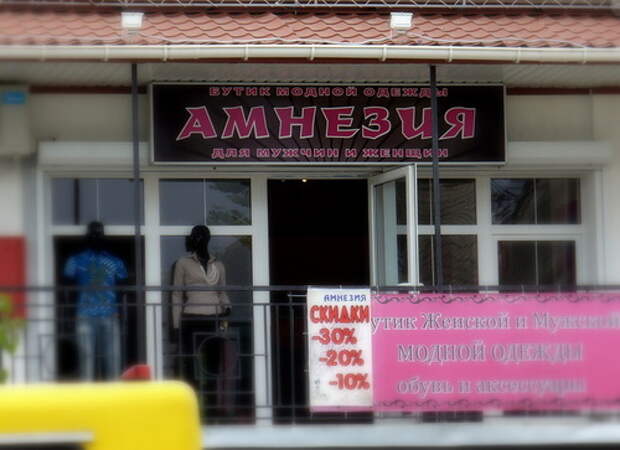 БУТИК МОДНОЙ ОДЕЖДЫ
АМНЕЗИЯ
ДЛЯ МУЖЧИН И ЖЕНЩИН
АМНЕЗИЯ
СКИДКИ
-30%
-20%
-10%
утик Женской и Мужской
МОДНОЙ ОДЕЖДЫ
обувь и аксессуары